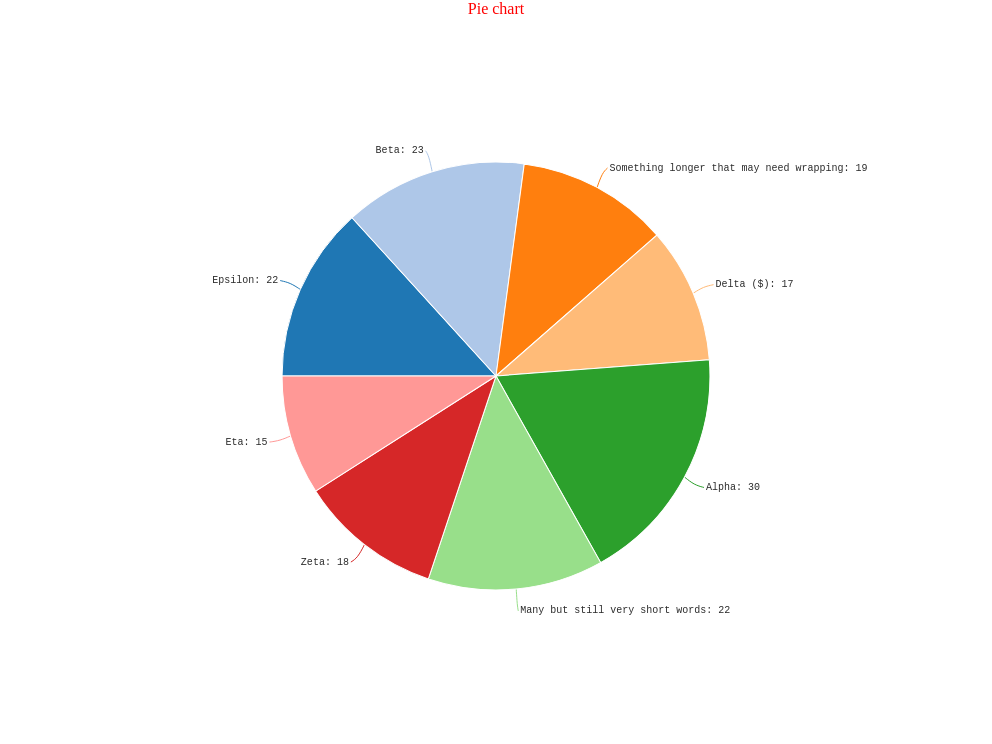 Pie chart
Beta: 23
Something longer that may need wrapping: 19
Epsilon: 22
Delta ($): 17
Eta: 15
Alpha: 30
Zeta: 18
Many but still very short words: 22